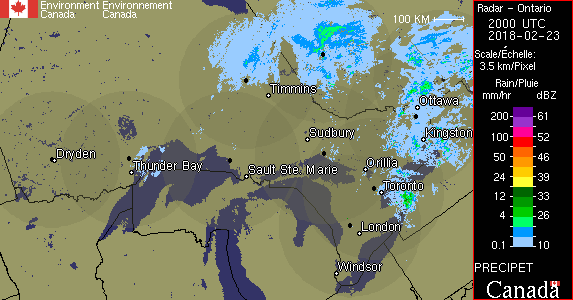 Environment Environnement
Canada Canada
100 KM
Timmins
Ottawa
Sudbury
Kingston
Dryden
Thunder Bay
Sault Ste. Marie
Orillia
Toronto
London
Windsor
Radar - Ontario
2000 UTC
2018-02-23
Scale/Échelle:
3.5 km/Pixel
Rain/Pluie
mm/hr dBZ
200 61
100 52
50 46
24 39
12 33
4 26
0.1 10
PRECIPET
Canada